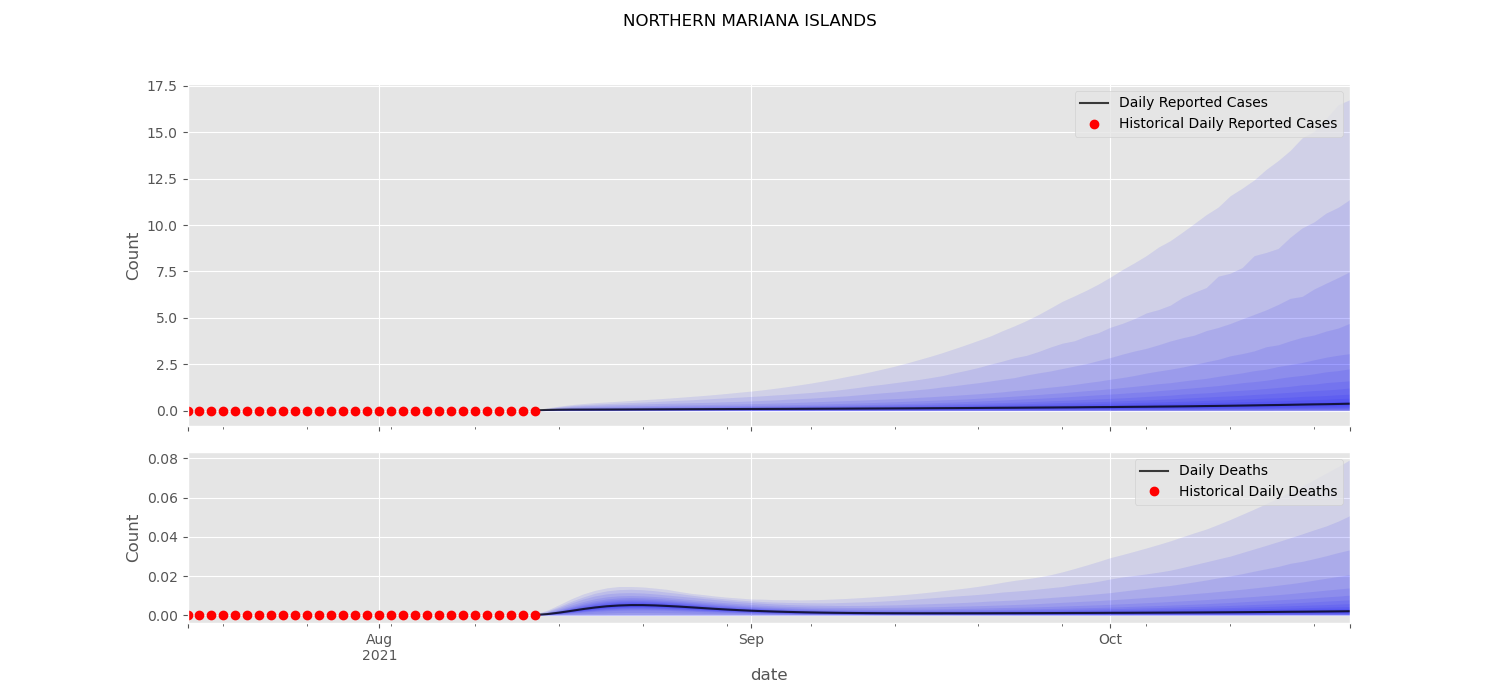 NORTHERN MARIANA ISLANDS
17.5
15.0
12.5
10.0
7.5
5.0
2.5
0.0
Count
Daily Reported Cases
Historical Daily Reported Cases
0.08
0.06
0.04
0.02
0.00
Count
Daily Deaths
Historical Daily Deaths
Aug
2021
Sep
Oct
date